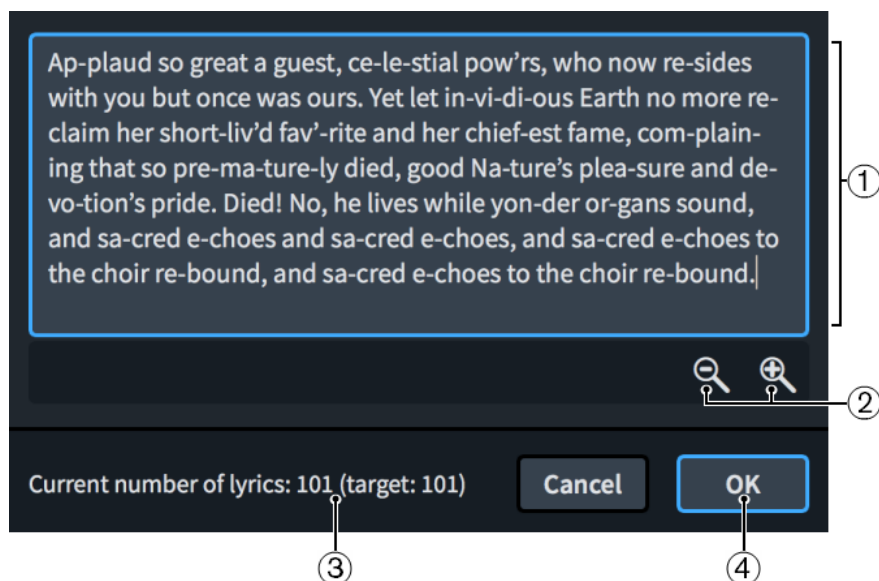 Ap-plaud so great a guest, ce-le-stial pow’rs, who now re-sides
with you but once was ours. Yet let in-vi-di-ous Earth no more re-
claim her short-liv’d fav’-rite and her chief-est fame, com-plain-
ing that so pre-ma-ture-ly died, good Na-ture’s plea-sure and de-
vo-tion’s pride. Died! No, he lives while yon-der or-gans sound,
and sa-cred e-choes and sa-cred e-choes, and sa-cred e-choes to
the choir re-bound, and sa-cred e-choes to the choir re-bound.
①
②
Current number of lyrics: 101 (target: 101)
Cancel
OK
③
④